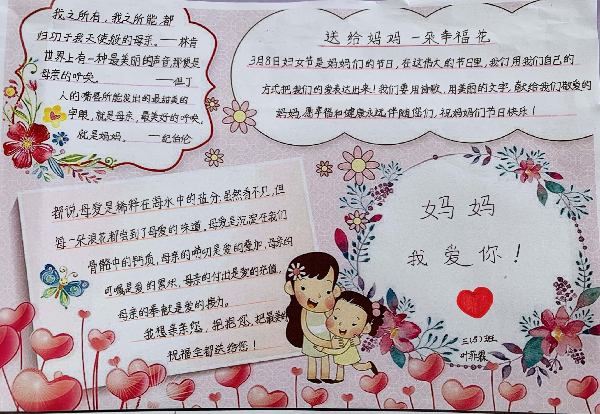 我之所有，我之所能，都
归功于我天使般的母亲。——林肯
世界上有一种最美丽的声音，那便是
母亲的呼唤。——但丁
人的嘴唇所能发出的最甜美的
字眼，就是母亲，最美好的呼唤，
就是妈妈。——纪伯伦
送给妈妈一朵幸福花
3月8日妇女节是妈妈们的节日，在这伟大的节日里，我们用我们自己的
方式把我们的爱表达出来！我们要用诗歌，用美丽的文字，献给我们敬爱的
妈妈，愿幸福和健康永远伴随您们，祝妈妈们节日快乐！
都说，母爱是稀释在海水中的盐分，虽然看不见，但
每一朵浪花都尝到了母爱的味道。母爱是沉淀在我们
骨骼中的钙质，母亲的唠叨是爱的叠加，母亲的
叮嘱是爱的累积，母亲的付出是爱的充值，
母亲的奉献是爱的接力。
我想亲亲您，抱抱您，把最美的
祝福全都送给您！
妈妈
我爱你！
三(5)班
叶